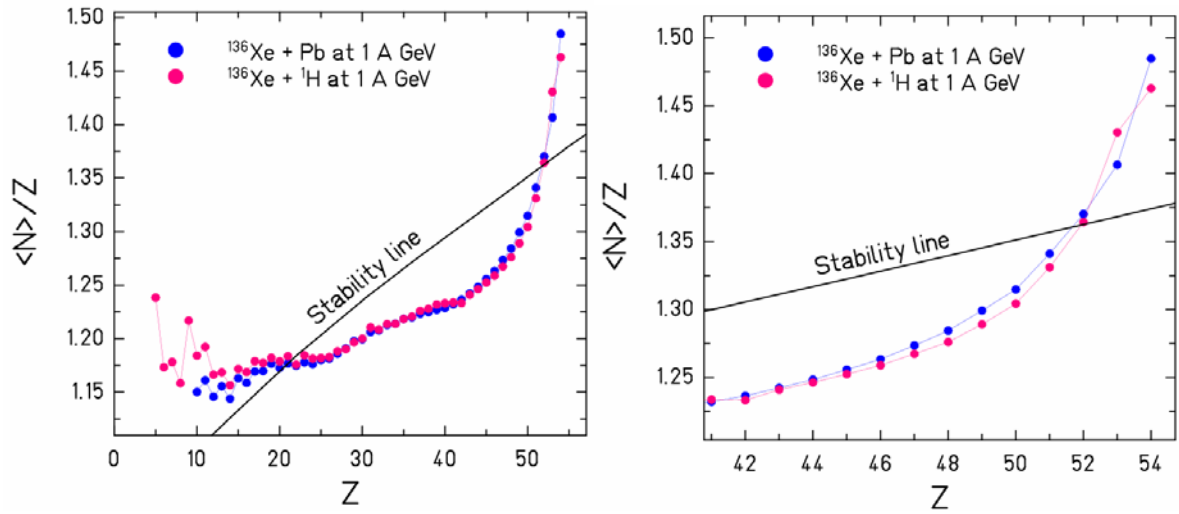 1.50
1.45
1.40
1.35
1.30
1.25
1.20
1.15
<N>/Z
0 10 20 30 40 50
Z
¹³⁶Xe + Pb at 1 A GeV
¹³⁶Xe + ¹H at 1 A GeV
Stability line
1.50
1.45
1.40
1.35
1.30
1.25
<N>/Z
42 44 46 48 50 52 54
Z
¹³⁶Xe + Pb at 1 A GeV
¹³⁶Xe + ¹H at 1 A GeV
Stability line